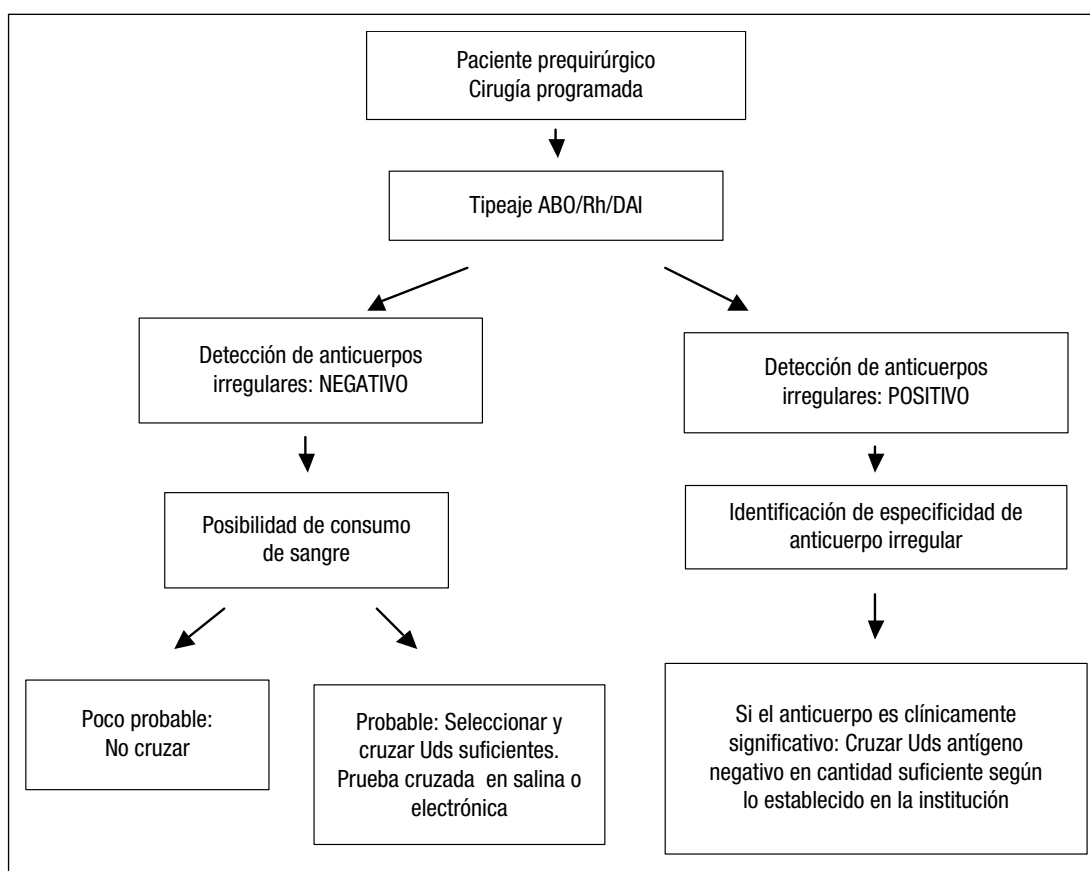 Paciente prequirúrgico
Cirugía programada
Tipeaje ABO/Rh/DAI
Detección de anticuerpos
irregulares: NEGATIVO
Detección de anticuerpos
irregulares: POSITIVO
Posibilidad de consumo
de sangre
Identificación de especificidad de
anticuerpo irregular
Poco probable:
No cruzar
Probable: Seleccionar y
cruzar Uds suficientes.
Prueba cruzada en salina o
electrónica
Si el anticuerpo es clínicamente
significativo: Cruzar Uds antígeno
negativo en cantidad suficiente según
lo establecido en la institución